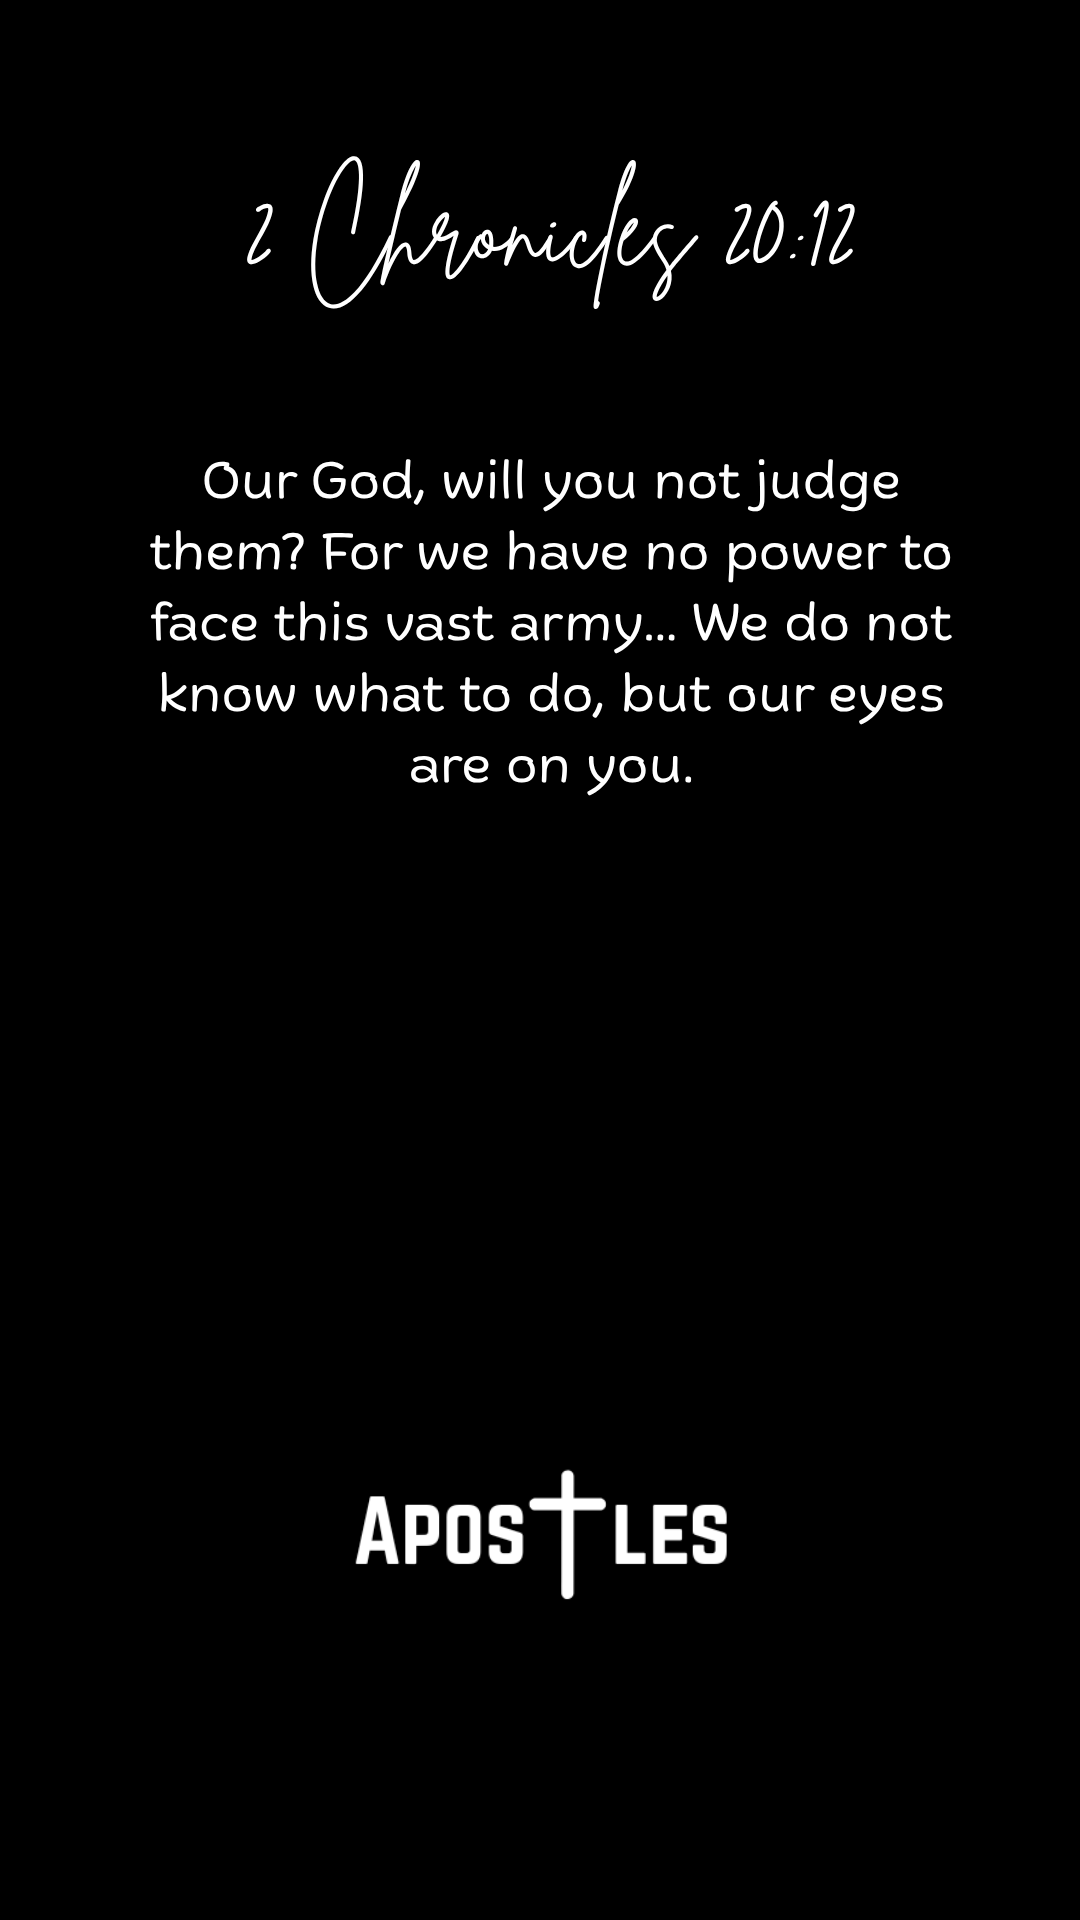 2 Chronicles 20:12
Our God, will you not judge
them? For we have no power to
face this vast army... We do not
know what to do, but our eyes
are on you.
Apostles